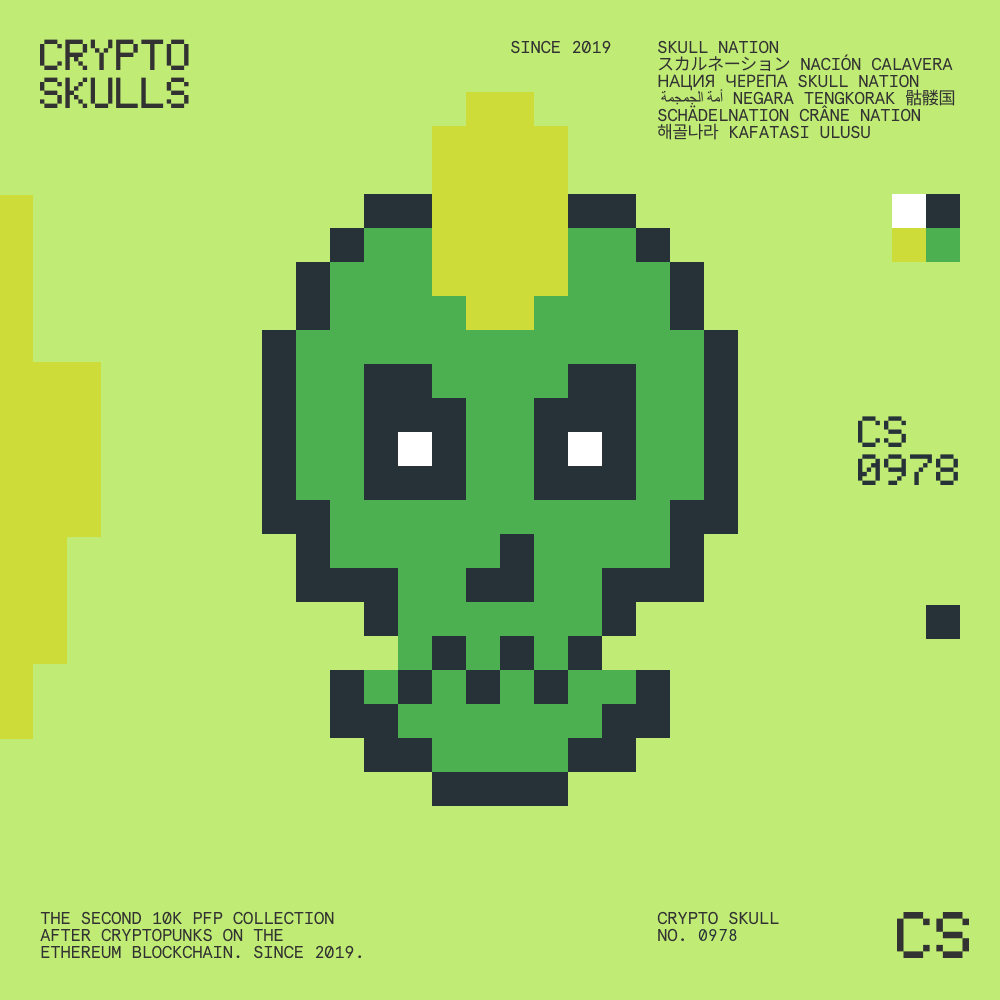 CRYPTO
SKULLS
SINCE 2019
SKULL NATION
スカルネーション NACIÓN CALAVERA
НАЦИЯ ЧЕРЕПА SKULL NATION
أمة الجمجمة NEGARA TENGKORAK 骷髅国
SCHÄDELNATION CRÂNE NATION
해골나라 KAFATASI ULUSU
CS
0978
THE SECOND 10K PFP COLLECTION
AFTER CRYPTOPUNKS ON THE
ETHEREUM BLOCKCHAIN. SINCE 2019.
CRYPTO SKULL
NO. 0978
CS